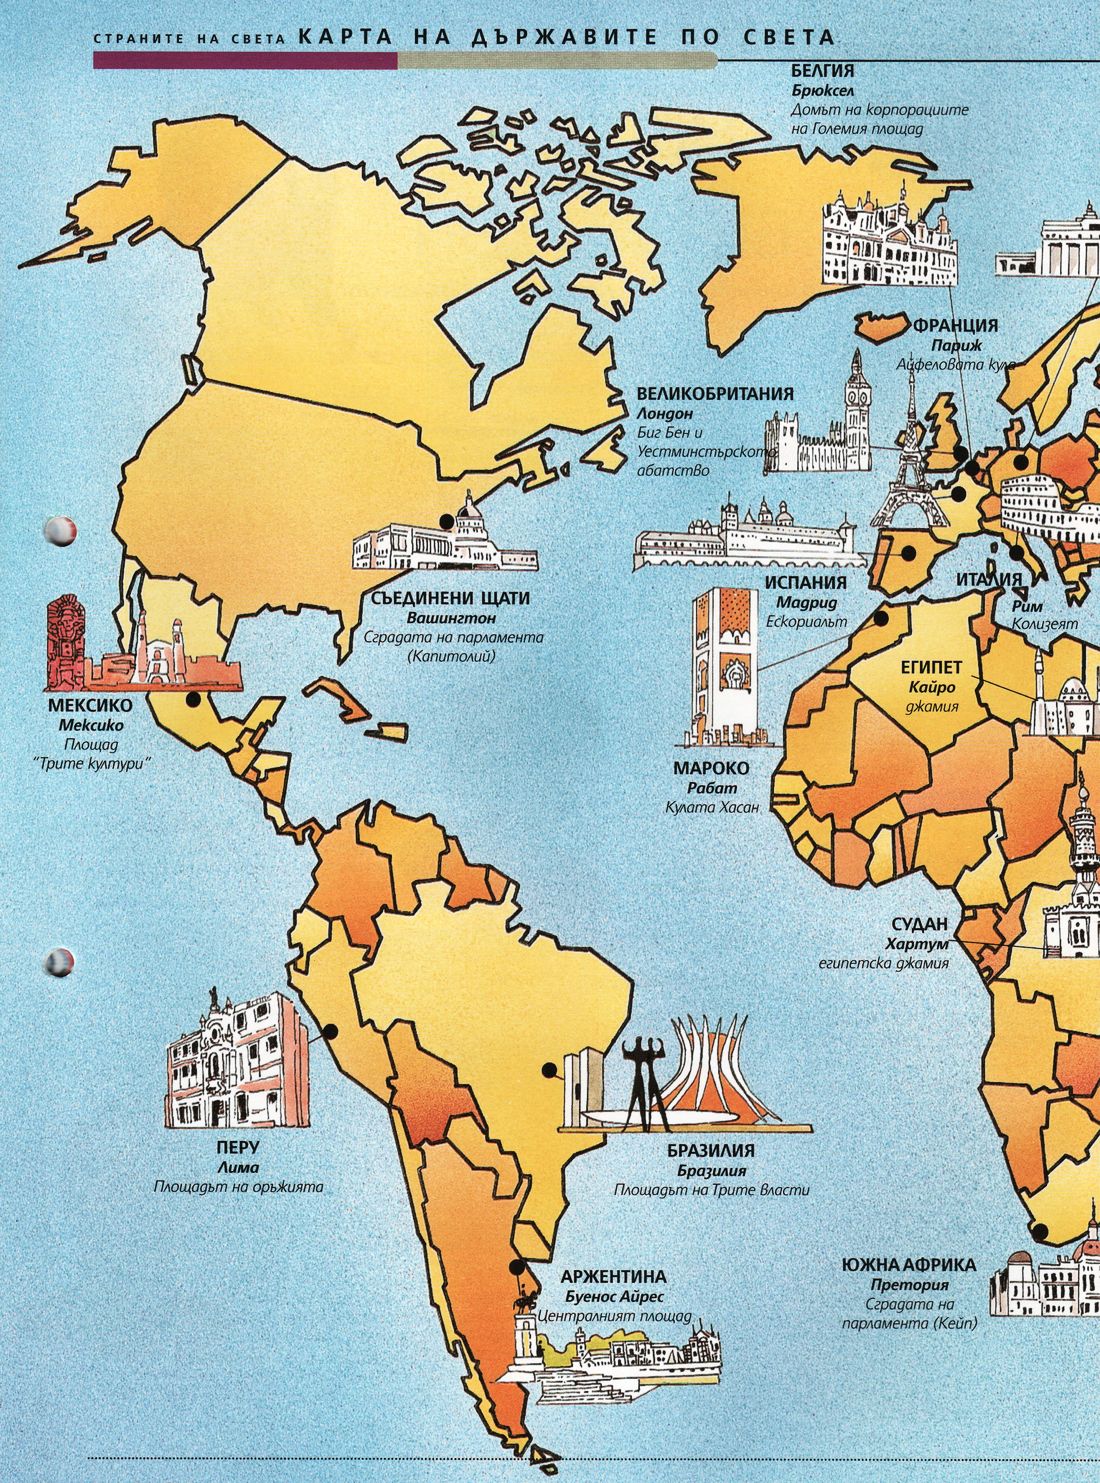 СТРАНИТЕ НА СВЕТА КАРТА НА ДЪРЖАВИТЕ ПО СВЕТА
БЕЛГИЯ
Брюксел
Домът на корпорациите
на Големия площад
ФРАНЦИЯ
Париж
Айфеловата кула
ВЕЛИКОБРИТАНИЯ
Лондон
Биг Бен и
Уестминстърското
абатство
ИСПАНИЯ
Мадрид
Ескориалът
ИТАЛИЯ
Рим
Колизеят
СЪЕДИНЕНИ ЩАТИ
Вашингтон
Сградата на парламента
(Капитолий)
ЕГИПЕТ
Кайро
джамия
МЕКСИКО
Мексико
Площад
"Трите култури"
МАРОКО
Рабат
Кулата Хасан
СУДАН
Хартум
египетска джамия
ПЕРУ
Лима
Площадът на оръжията
БРАЗИЛИЯ
Бразилия
Площадът на Трите власти
АРЖЕНТИНА
Буенос Айрес
Централният площад
ЮЖНА АФРИКА
Претория
Сградата на
парламента (Кейп)